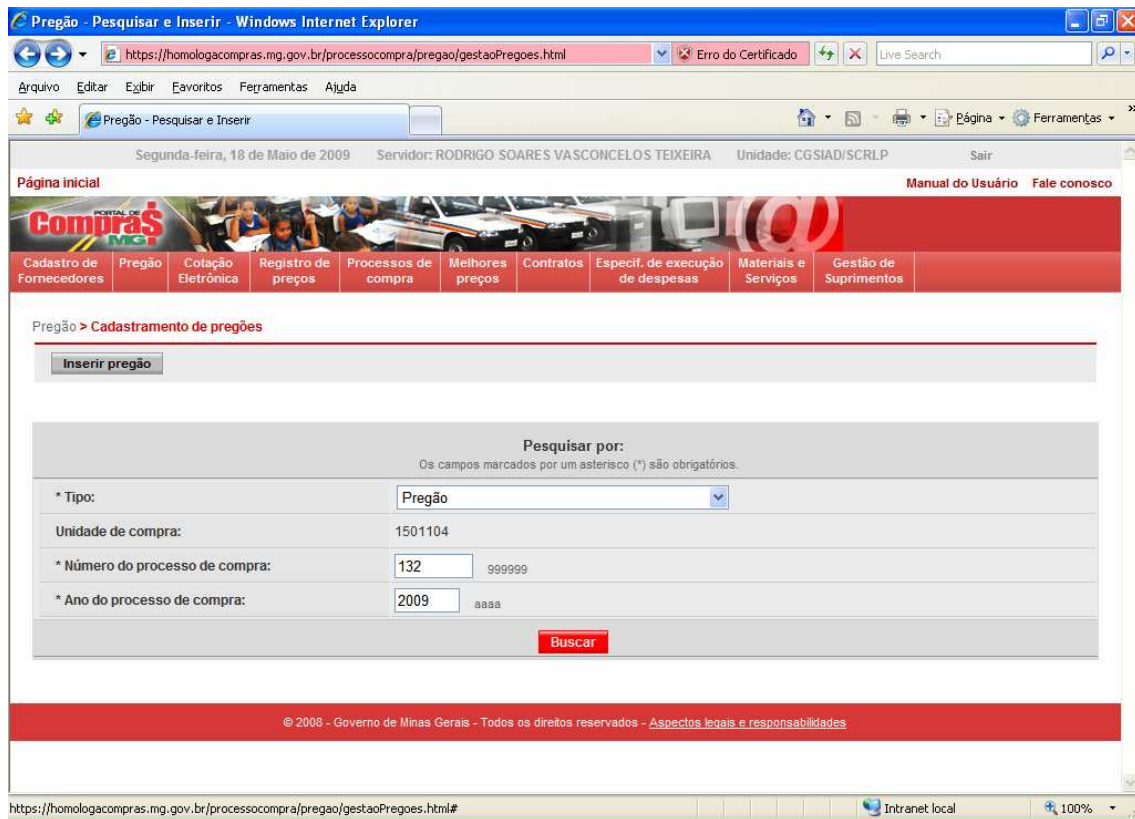 Pregão - Pesquisar e Inserir - Windows Internet Explorer
https://homologacompras.mg.gov.br/processocompra/pregao/gestaoPregoes.html Erro do Certificado Live Search
Arquivo Editar Exibir Favoritos Ferramentas Ajuda
Pregão - Pesquisar e Inserir Página Ferramentas »
Segunda-feira, 18 de Maio de 2009 Servidor: RODRIGO SOARES VASCONCELOS TEIXEIRA Unidade: CGSIAD/SCRLP Sair
Página inicial Manual do Usuário Fale conosco
PORTAL DE
Compra$
MG
@
Cadastro de Fornecedores Pregão Cotação Eletrônica Registro de preços Processos de compra Melhores preços Contratos Especif. de execução de despesas Materiais e Serviços Gestão de Suprimentos
Pregão > Cadastramento de pregões
Inserir pregão
Pesquisar por:
Os campos marcados por um asterisco (*) são obrigatórios.
* Tipo: Pregão
Unidade de compra: 1501104
* Número do processo de compra: 132 999999
* Ano do processo de compra: 2009 aaaa
Buscar
© 2008 - Governo de Minas Gerais - Todos os direitos reservados - Aspectos legais e responsabilidades
https://homologacompras.mg.gov.br/processocompra/pregao/gestaoPregoes.html# Intranet local 100%